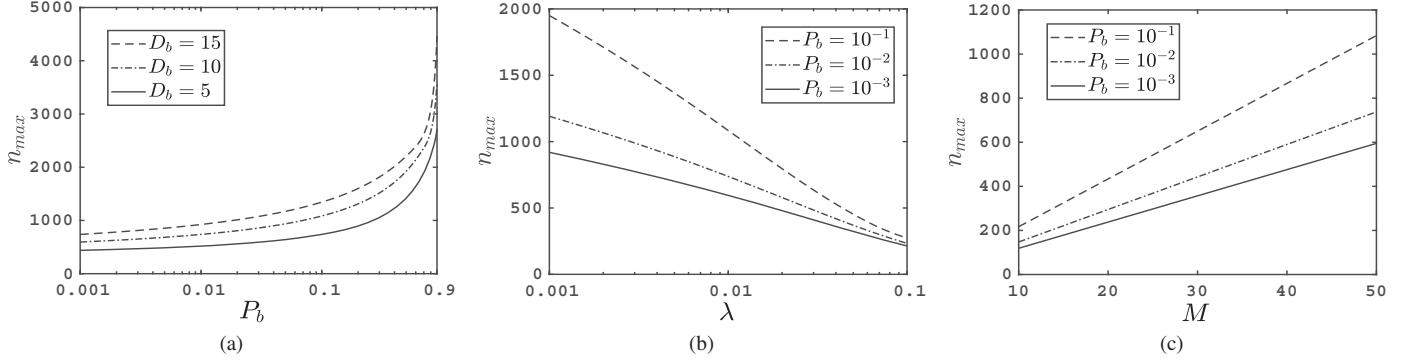 5000
4000
3000
2000
1000
0
n_max
D_b = 15
D_b = 10
D_b = 5
0.001 0.01 0.1 0.9
P_b
(a)
2000
1500
1000
500
0
n_max
P_b = 10^-1
P_b = 10^-2
P_b = 10^-3
0.001 0.01 0.1
λ
(b)
1200
1000
800
600
400
200
0
n_max
P_b = 10^-1
P_b = 10^-2
P_b = 10^-3
10 20 30 40 50
M
(c)